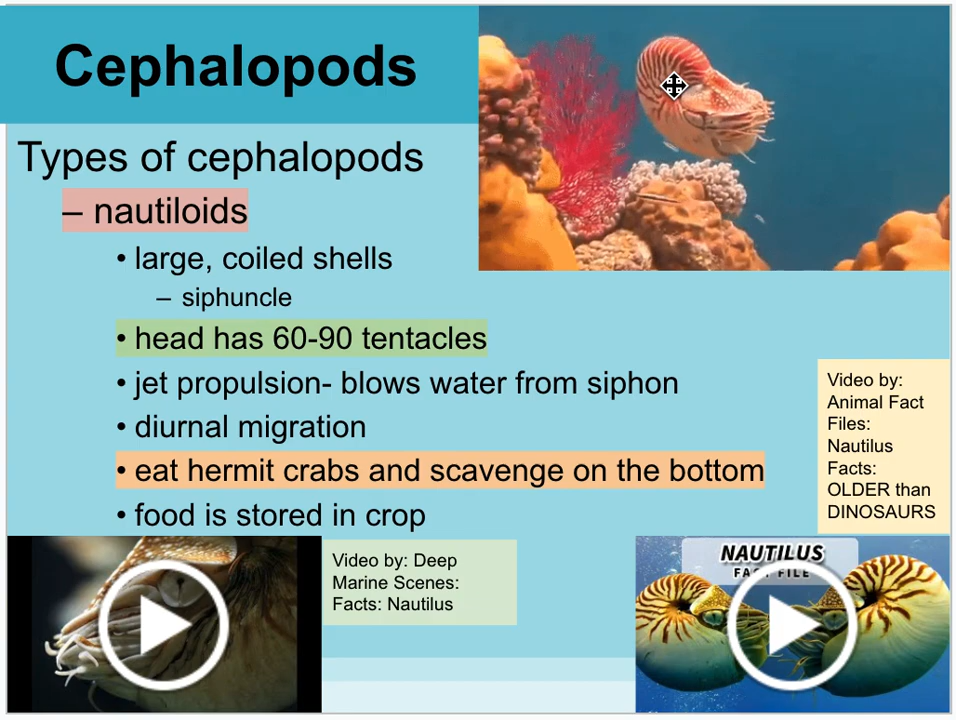 Cephalopods
Types of cephalopods
– nautiloids
• large, coiled shells
– siphuncle
• head has 60-90 tentacles
• jet propulsion- blows water from siphon
• diurnal migration
• eat hermit crabs and scavenge on the bottom
• food is stored in crop
Video by:
Animal Fact
Files:
Nautilus
Facts:
OLDER than
DINOSAURS
Video by: Deep
Marine Scenes:
Facts: Nautilus
NAUTILUS
FACT FILE